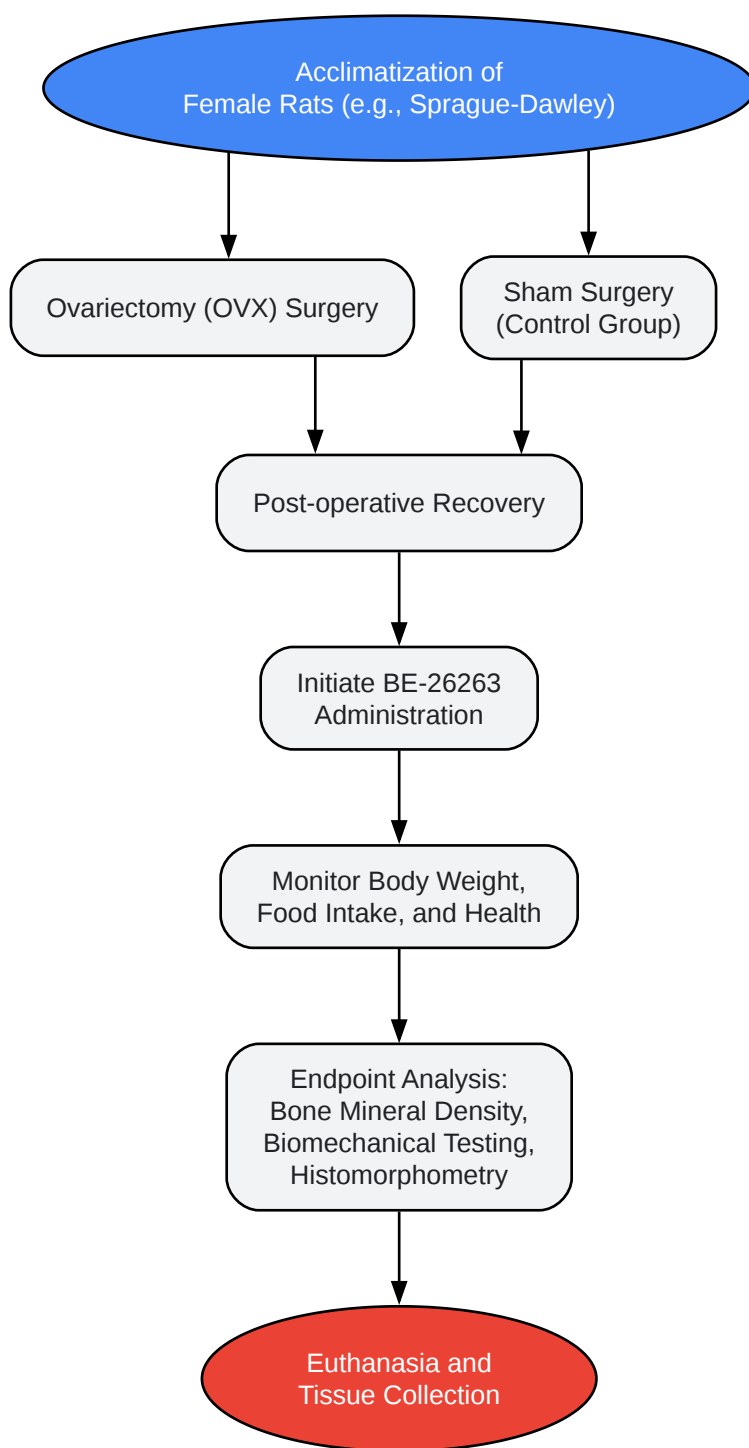 Acclimatization of
Female Rats (e.g., Sprague-Dawley)
Ovariectomy (OVX) Surgery
Sham Surgery
(Control Group)
Post-operative Recovery
Initiate BE-26263
Administration
Monitor Body Weight,
Food Intake, and Health
Endpoint Analysis:
Bone Mineral Density,
Biomechanical Testing,
Histomorphometry
Euthanasia and
Tissue Collection